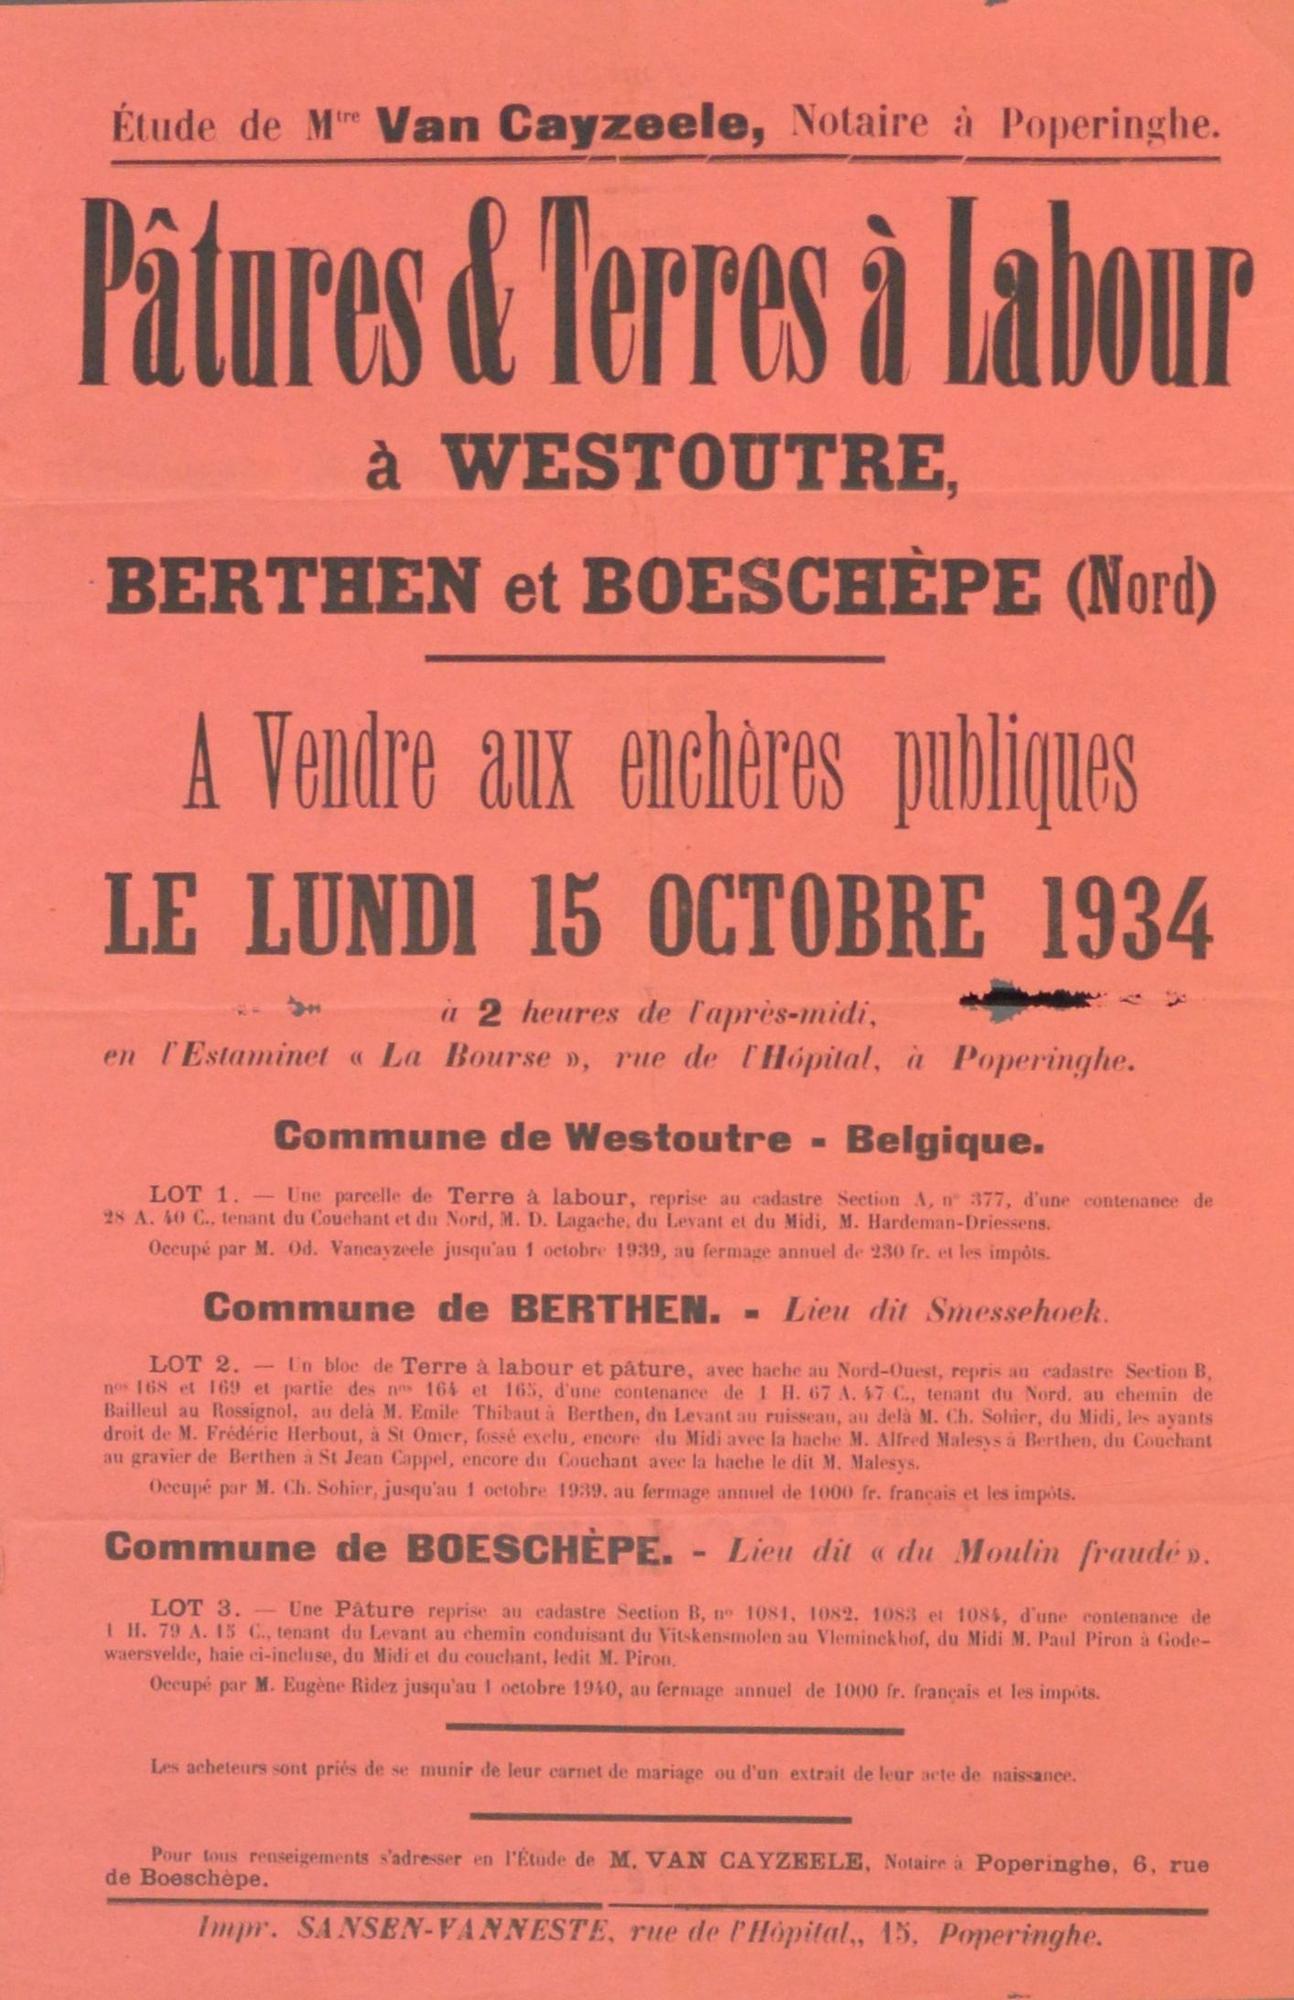 Étude de Mtre Van Cayzeele, Notaire à Poperinghe.
Pâtures & Terres à Labour
à WESTOUTRE,
BERTHEN et BOESCHÈPE (Nord)
A Vendre aux enchères publiques
LE LUNDI 15 OCTOBRE 1934
à 2 heures de l'après-midi,
en l'Estaminet « La Bourse », rue de l'Hôpital, à Poperinghe.
Commune de Westoutre - Belgique.
LOT 1. — Une parcelle de Terre à labour, reprise au cadastre Section A, n° 377, d'une contenance de
28 A. 40 C., tenant du Couchant et du Nord, M. D. Lagache, du Levant et du Midi, M. Hardeman-Driessens.
Occupé par M. Od. Vancayzeele jusqu'au 1 octobre 1939, au fermage annuel de 230 fr. et les impôts.
Commune de BERTHEN. - Lieu dit Smessehoek.
LOT 2. — Un bloc de Terre à labour et pâture, avec hache au Nord-Ouest, repris au cadastre Section B,
nos 168 et 169 et partie des nos 164 et 165, d'une contenance de 1 H. 67 A. 47 C., tenant du Nord, au chemin de
Bailleul au Rossignol, au delà M. Emile Thibaut à Berthen, du Levant au ruisseau, au delà M. Ch. Sohier, du Midi, les ayants
droit de M. Frédéric Herbout, à St Omer, fossé exclu, encore du Midi avec la hache M. Alfred Malesys à Berthen, du Couchant
au gravier de Berthen à St Jean Cappel, encore du Couchant avec la hache le dit M. Malesys.
Occupé par M. Ch. Sohier, jusqu'au 1 octobre 1939, au fermage annuel de 1000 fr. français et les impôts.
Commune de BOESCHÈPE. - Lieu dit « du Moulin fraudé ».
LOT 3. — Une Pâture reprise au cadastre Section B, no 1081, 1082, 1083 et 1084, d'une contenance de
1 H. 79 A. 15 C., tenant du Levant au chemin conduisant du Vitskensmolen au Vleminckhof, du Midi M. Paul Piron à Gode-
waersvelde, haie ci-incluse, du Midi et du couchant, ledit M. Piron.
Occupé par M. Eugène Ridez jusqu'au 1 octobre 1940, au fermage annuel de 1000 fr. français et les impôts.
Les acheteurs sont priés de se munir de leur carnet de mariage ou d'un extrait de leur acte de naissance.
Pour tous renseignements s'adresser en l'Étude de M. VAN CAYZEELE, Notaire à Poperinghe, 6, rue
de Boeschèpe.
Impr. SANSEN-VANNESTE, rue de l'Hôpital,, 15, Poperinghe.